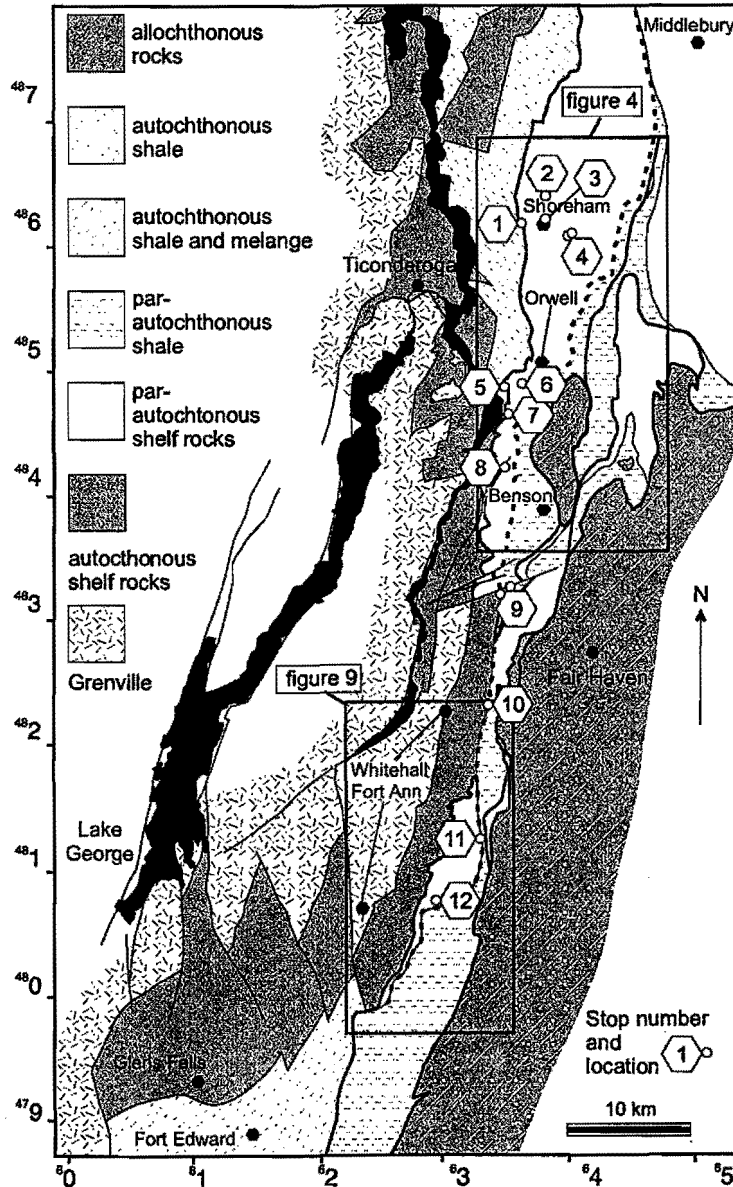 allochthonous
rocks
autochthonous
shale
autochthonous
shale and melange
par-
autochthonous
shale
par-
autochtonous
shelf rocks
autocthonous
shelf rocks
Grenville
Middlebury
figure 4
2
3
Shoreham
1
4
Ticonderoga
Orwell
5
6
7
8
Benson
9
N
Fair Haven
figure 9
10
Whitehall
Fort Ann
Lake
George
11
12
Glens Falls
Fort Edward
Stop number
and
location
1
10 km
487
486
485
484
483
482
481
480
479
60
61
62
63
64
65